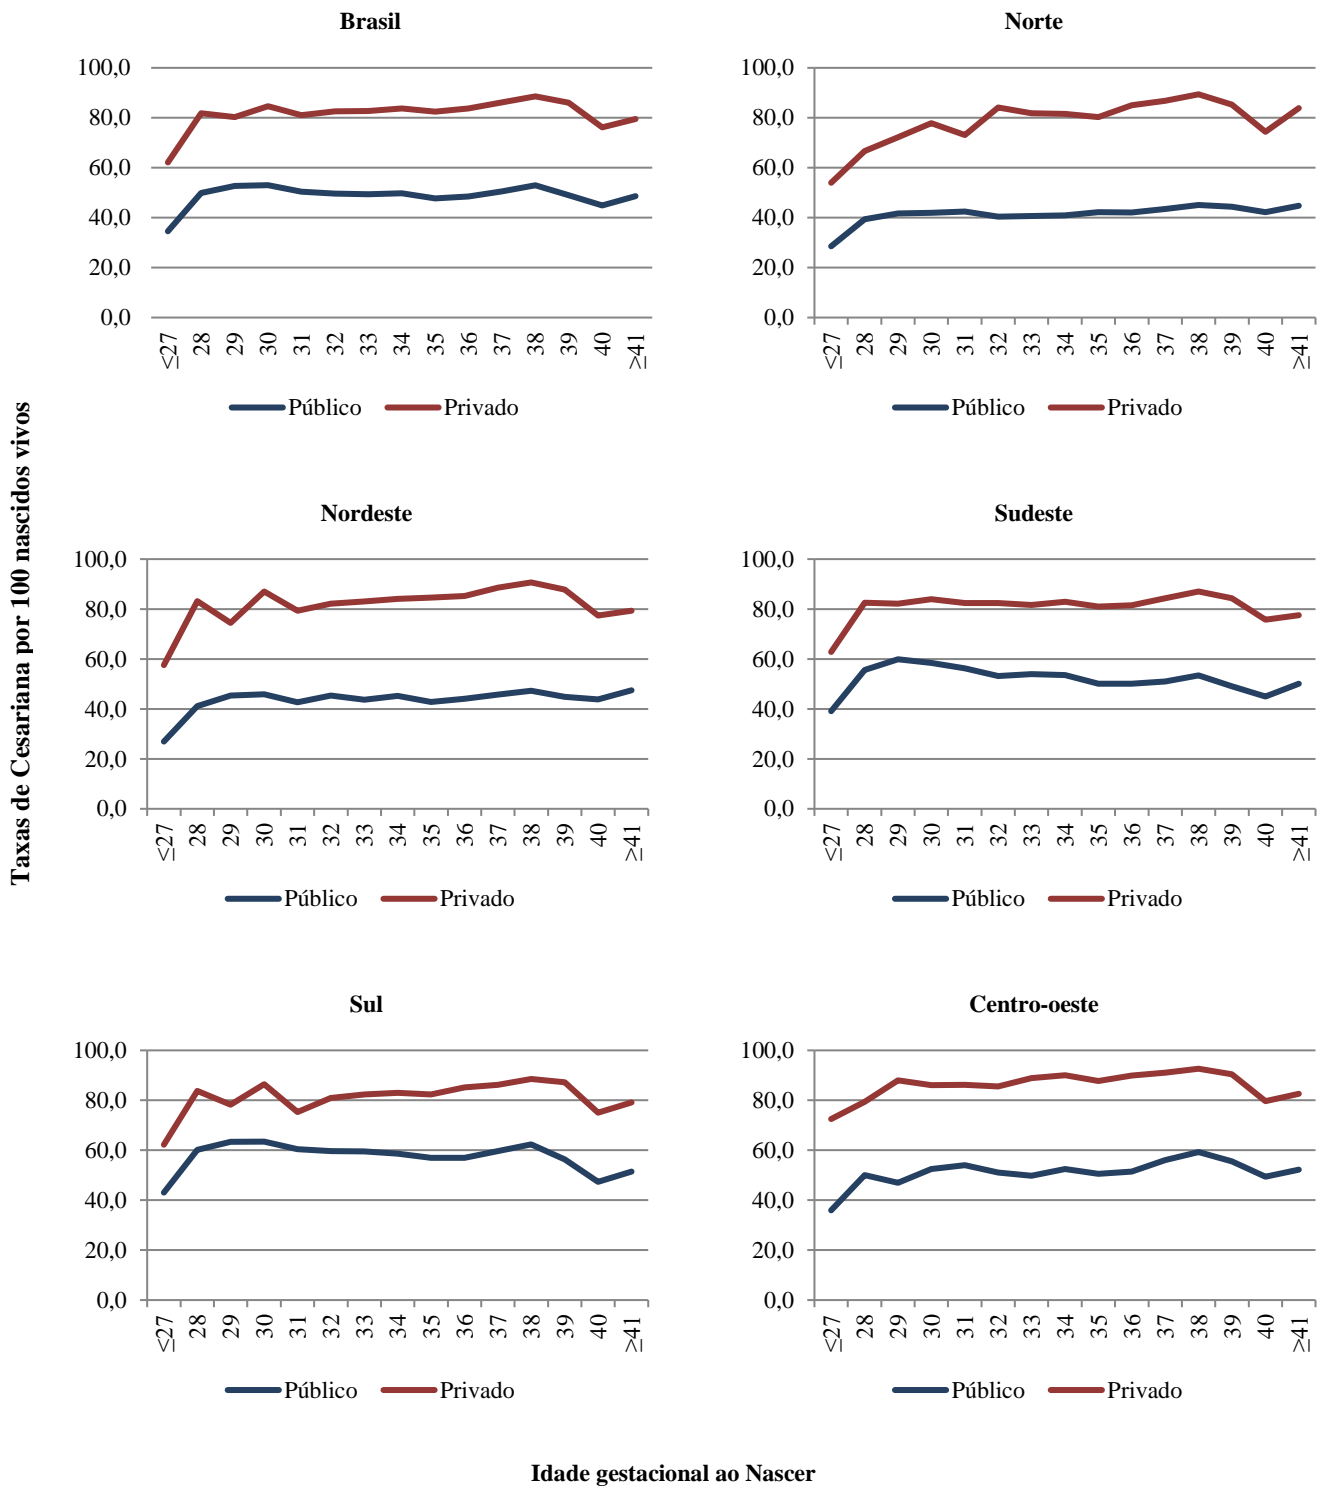 Taxas de Cesariana por 100 nascidos vivos
Brasil
100,0
80,0
60,0
40,0
20,0
0,0
≤27 28 29 30 31 32 33 34 35 36 37 38 39 40 ≥41
Público Privado
Norte
100,0
80,0
60,0
40,0
20,0
0,0
≤27 28 29 30 31 32 33 34 35 36 37 38 39 40 ≥41
Público Privado
Nordeste
100,0
80,0
60,0
40,0
20,0
0,0
≤27 28 29 30 31 32 33 34 35 36 37 38 39 40 ≥41
Público Privado
Sudeste
100,0
80,0
60,0
40,0
20,0
0,0
≤27 28 29 30 31 32 33 34 35 36 37 38 39 40 ≥41
Público Privado
Sul
100,0
80,0
60,0
40,0
20,0
0,0
≤27 28 29 30 31 32 33 34 35 36 37 38 39 40 ≥41
Público Privado
Centro-oeste
100,0
80,0
60,0
40,0
20,0
0,0
≤27 28 29 30 31 32 33 34 35 36 37 38 39 40 ≥41
Público Privado
Idade gestacional ao Nascer